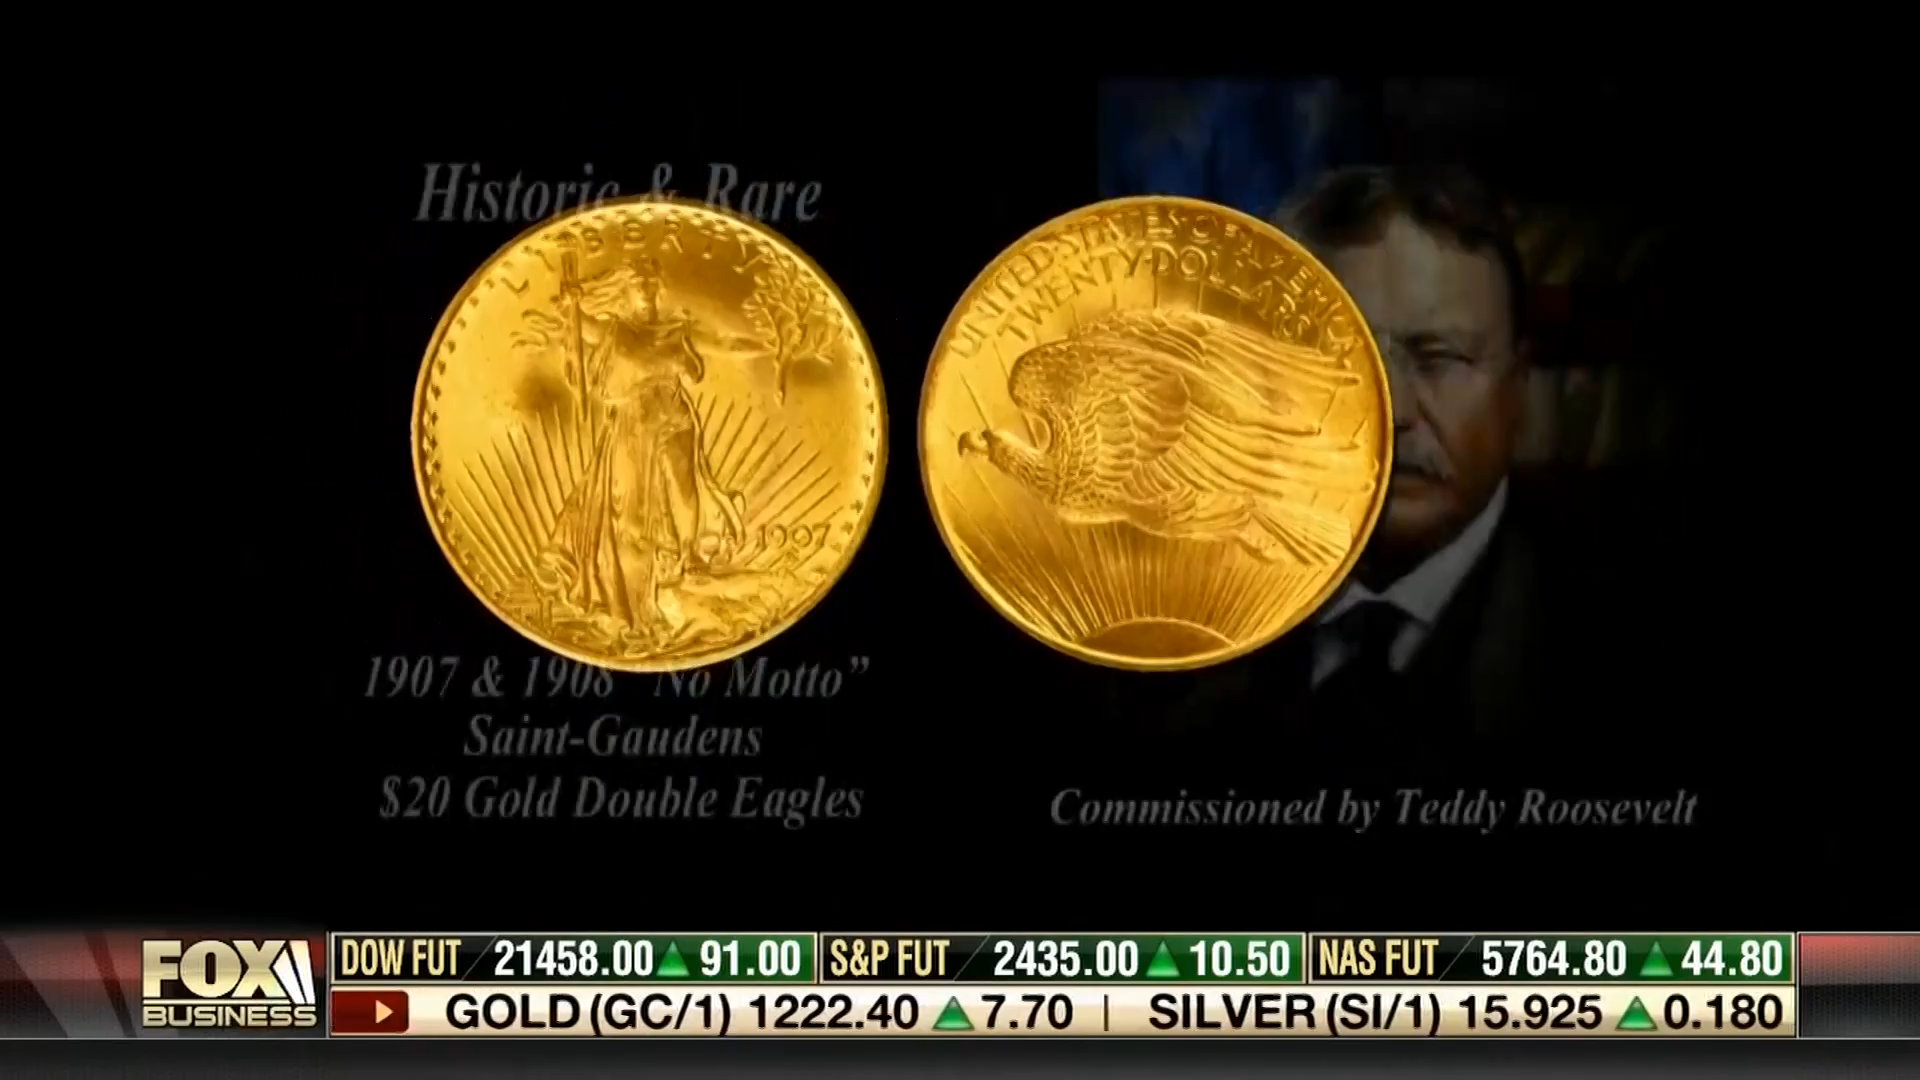 Historic & Rare
LIBERTY
1907
UNITED·STATES·OF·AMERICA
TWENTY·DOLLARS
1907 & 1908 "No Motto”
Saint-Gaudens
$20 Gold Double Eagles
Commissioned by Teddy Roosevelt
FOX
BUSINESS
DOW FUT 21458.00 ▲ 91.00
S&P FUT 2435.00 ▲ 10.50
NAS FUT 5764.80 ▲ 44.80
GOLD (GC/1) 1222.40 ▲ 7.70 | SILVER (SI/1) 15.925 ▲ 0.180